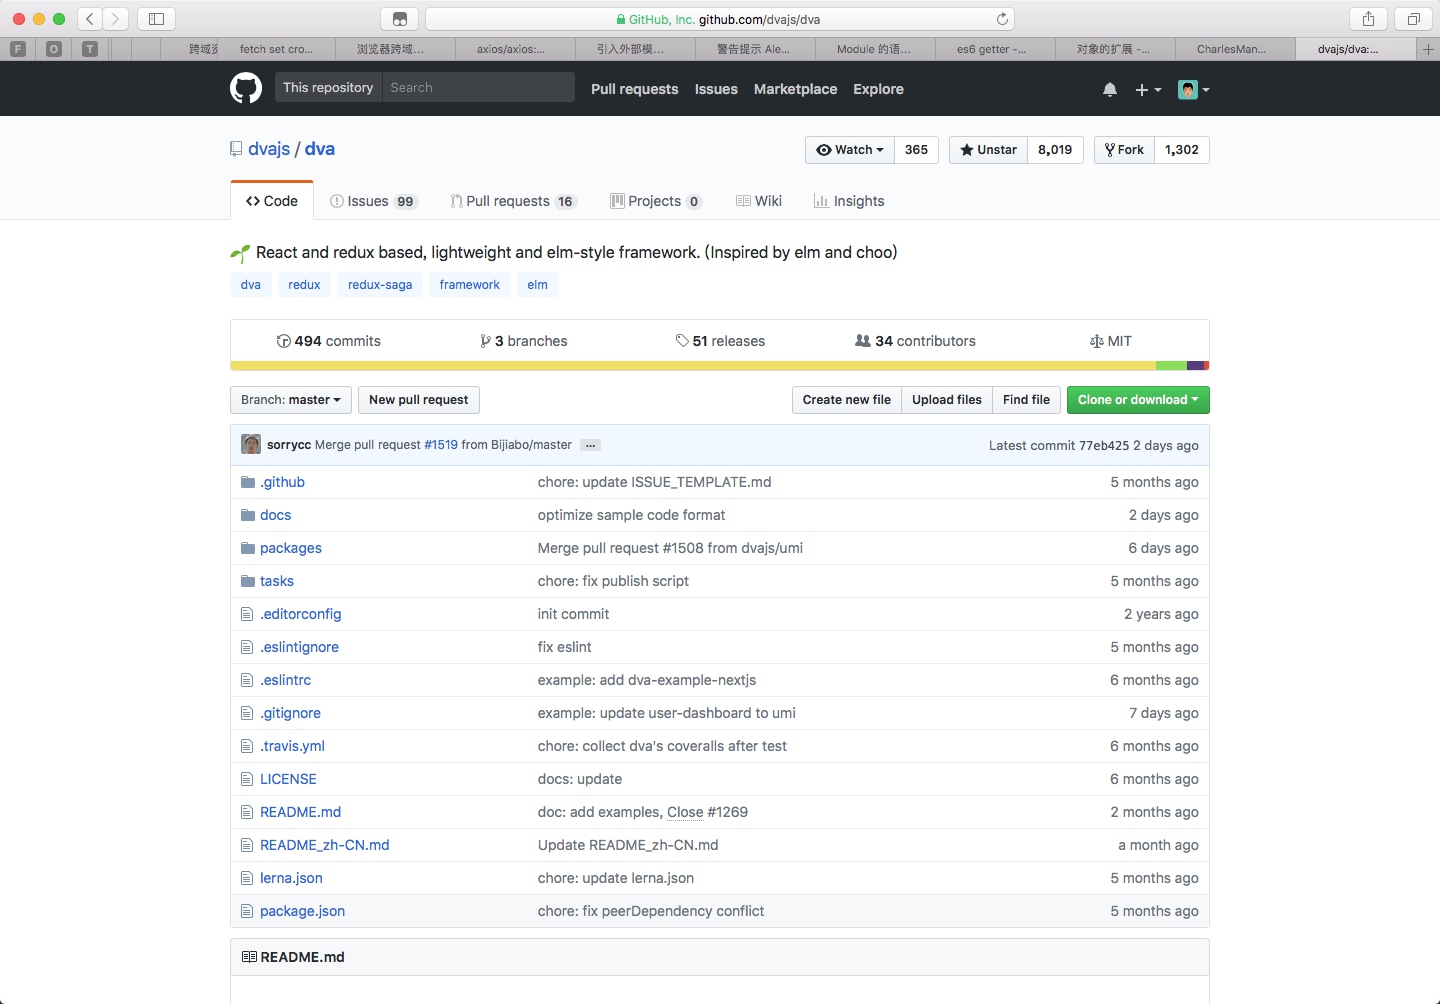 GitHub, Inc. github.com/dvajs/dva
F O T 跨域资 fetch set cro... 浏览器跨域... axios/axios:... 引入外部模... 警告提示 Ale... Module 的语... es6 getter -... 对象的扩展 -... CharlesMan... dvajs/dva:...
This repository Search Pull requests Issues Marketplace Explore
dvajs / dva
Watch 365 Unstar 8,019 Fork 1,302
Code Issues 99 Pull requests 16 Projects 0 Wiki Insights
React and redux based, lightweight and elm-style framework. (Inspired by elm and choo)
dva redux redux-saga framework elm
494 commits 3 branches 51 releases 34 contributors MIT
Branch: master New pull request Create new file Upload files Find file Clone or download
sorrycc Merge pull request #1519 from Bijiabo/master ... Latest commit 77eb425 2 days ago
.github chore: update ISSUE_TEMPLATE.md 5 months ago
docs optimize sample code format 2 days ago
packages Merge pull request #1508 from dvajs/umi 6 days ago
tasks chore: fix publish script 5 months ago
.editorconfig init commit 2 years ago
.eslintignore fix eslint 5 months ago
.eslintrc example: add dva-example-nextjs 6 months ago
.gitignore example: update user-dashboard to umi 7 days ago
.travis.yml chore: collect dva's coveralls after test 6 months ago
LICENSE docs: update 6 months ago
README.md doc: add examples, Close #1269 2 months ago
README_zh-CN.md Update README_zh-CN.md a month ago
lerna.json chore: update lerna.json 5 months ago
package.json chore: fix peerDependency conflict 5 months ago
README.md